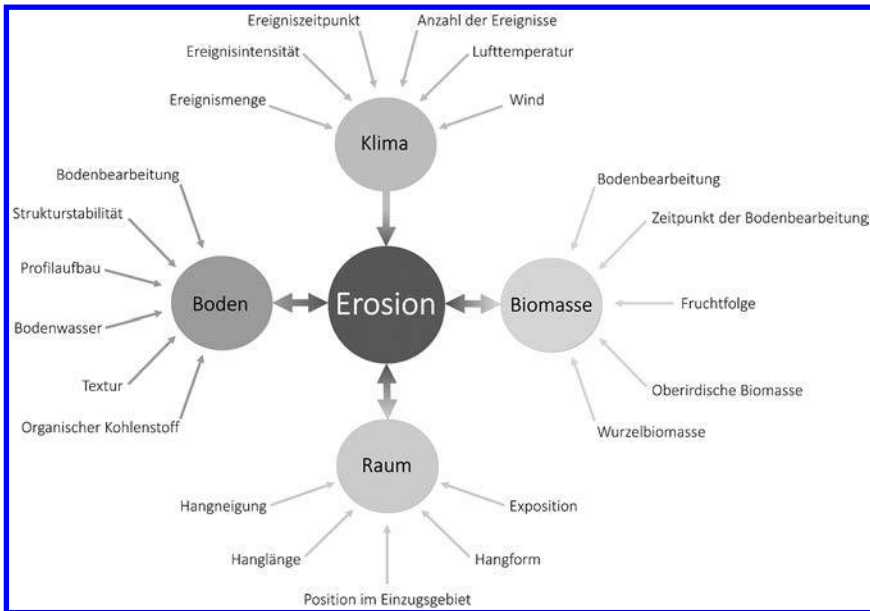 Ereigniszeitpunkt
Anzahl der Ereignisse
Ereignisintensität
Lufttemperatur
Ereignismenge
Wind
Klima
Bodenbearbeitung
Strukturstabilität
Profilaufbau
Bodenwasser
Textur
Organischer Kohlenstoff
Boden
Erosion
Biomasse
Bodenbearbeitung
Zeitpunkt der Bodenbearbeitung
Fruchtfolge
Oberirdische Biomasse
Wurzelbiomasse
Raum
Hangneigung
Exposition
Hanglänge
Hangform
Position im Einzugsgebiet